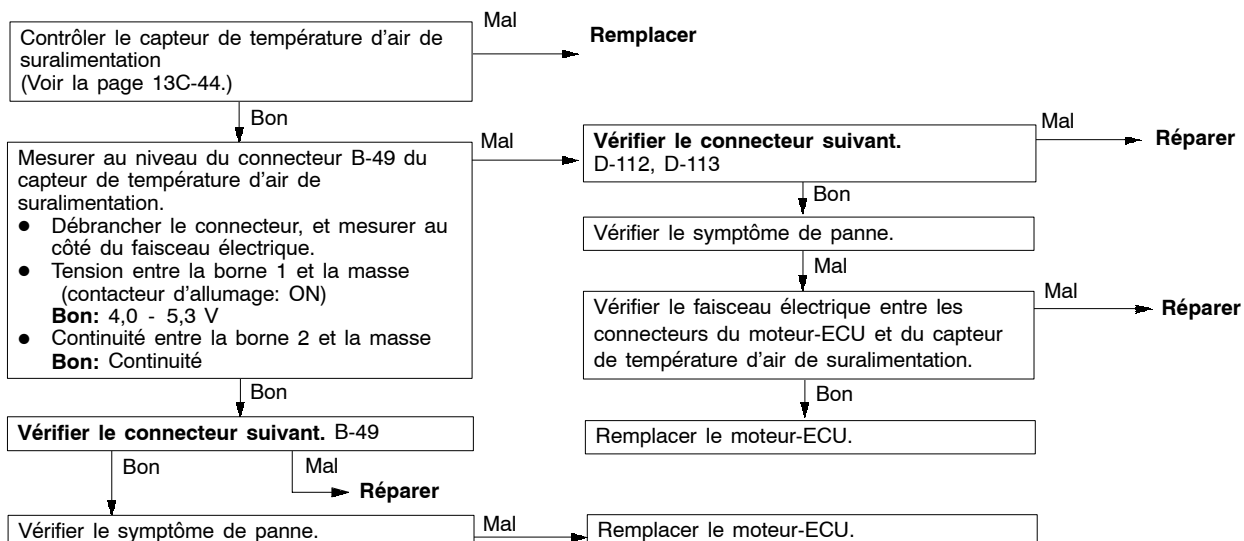 Contrôler le capteur de température d'air de
suralimentation
(Voir la page 13C-44.)
Mal
Remplacer
Bon
Mesurer au niveau du connecteur B-49 du
capteur de température d'air de
suralimentation.
● Débrancher le connecteur, et mesurer au
côté du faisceau électrique.
● Tension entre la borne 1 et la masse
(contacteur d'allumage: ON)
Bon: 4,0 - 5,3 V
● Continuité entre la borne 2 et la masse
Bon: Continuité
Mal
Vérifier le connecteur suivant.
D-112, D-113
Mal
Réparer
Bon
Vérifier le symptôme de panne.
Mal
Vérifier le faisceau électrique entre les
connecteurs du moteur-ECU et du capteur
de température d'air de suralimentation.
Mal
Réparer
Bon
Remplacer le moteur-ECU.
Bon
Vérifier le connecteur suivant. B-49
Bon
Mal
Réparer
Vérifier le symptôme de panne.
Mal
Remplacer le moteur-ECU.